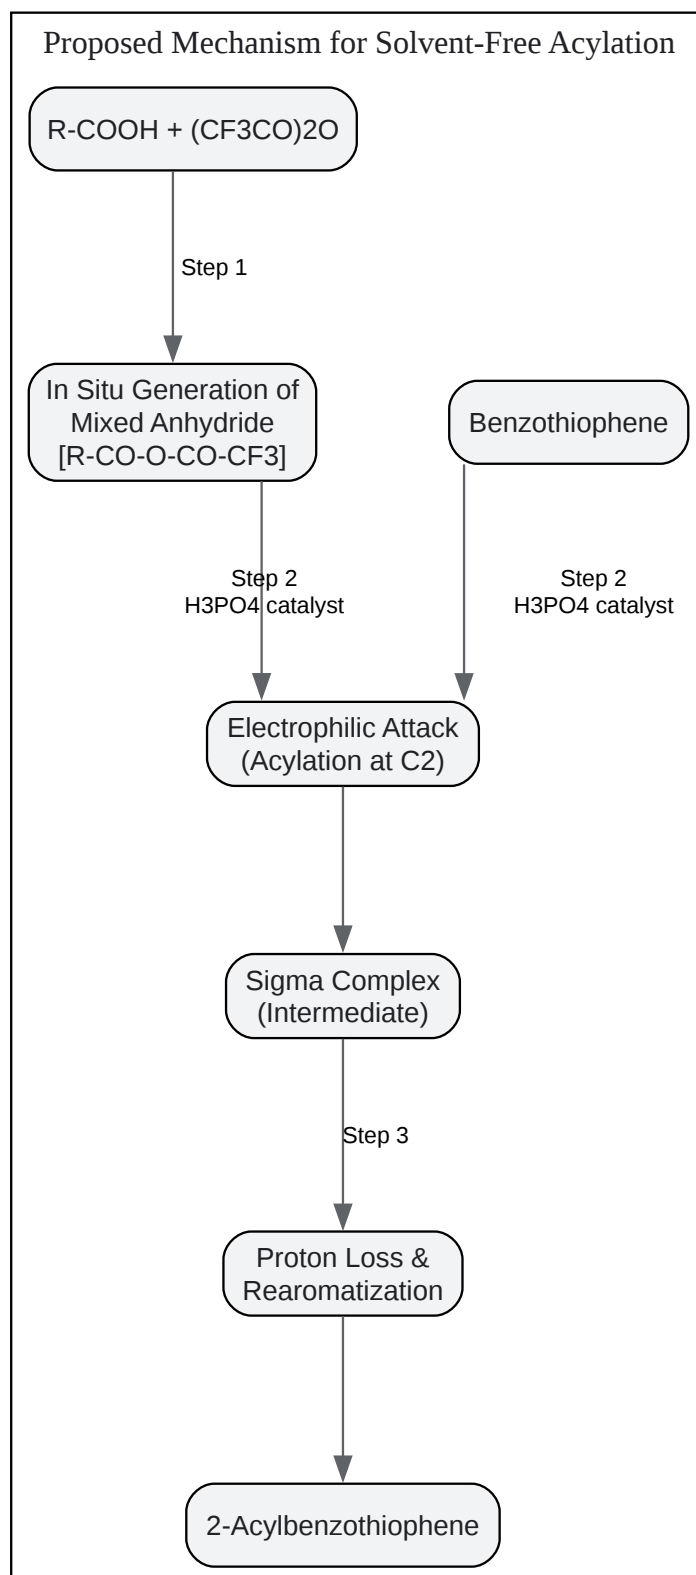 Proposed Mechanism for Solvent-Free Acylation
R-COOH + (CF3CO)2O
Step 1
In Situ Generation of
Mixed Anhydride
[R-CO-O-CO-CF3]
Benzothiophene
Step 2
H3PO4 catalyst
Step 2
H3PO4 catalyst
Electrophilic Attack
(Acylation at C2)
Sigma Complex
(Intermediate)
Step 3
Proton Loss &
Rearomatization
2-Acylbenzothiophene